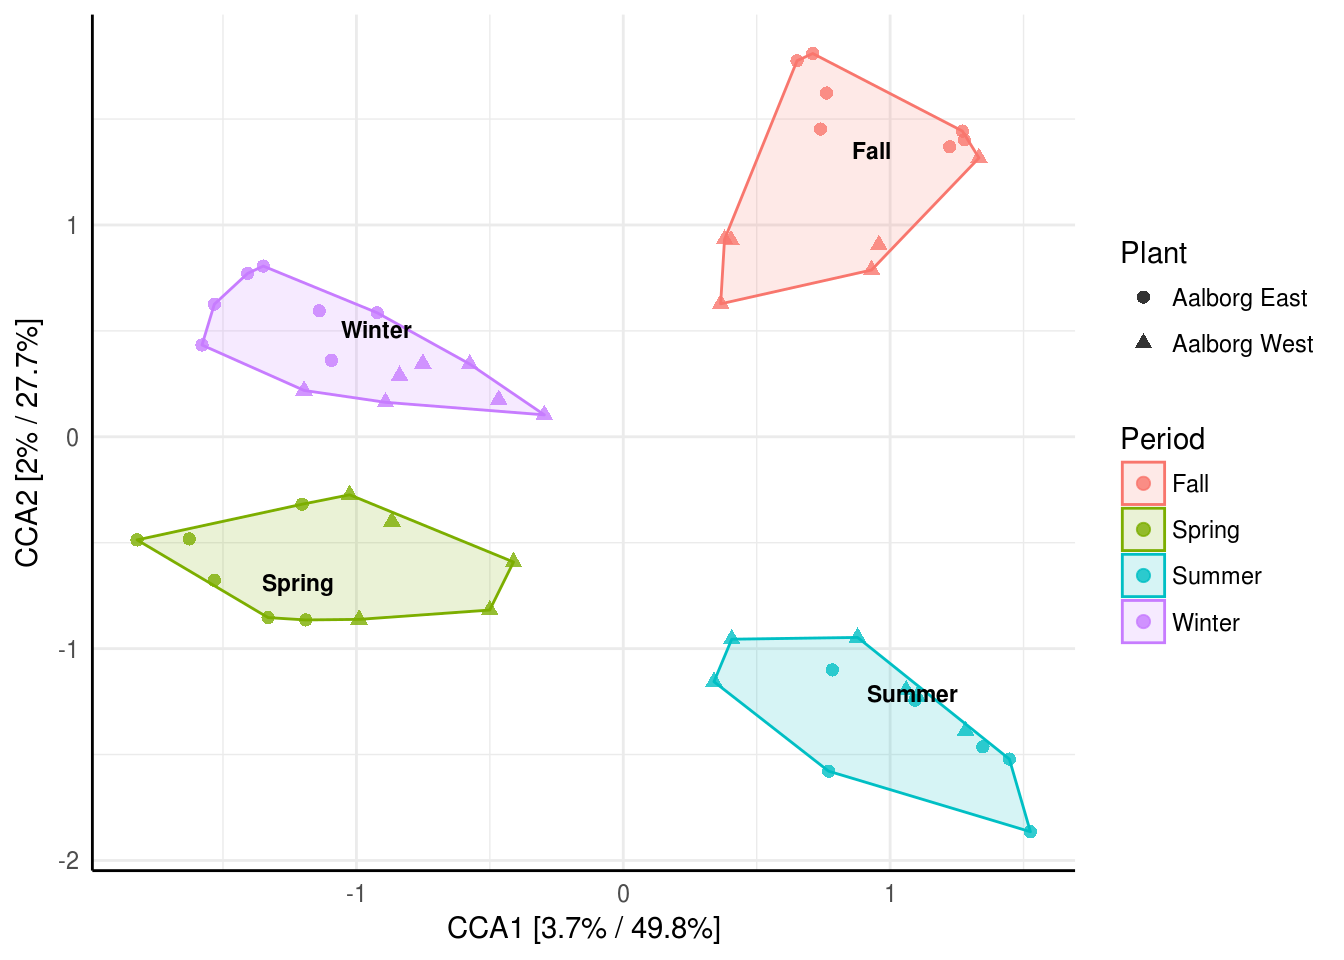 Fall
1
Winter
0
Spring
-1
Summer
-2
-1
0
1
CCA1 [3.7% / 49.8%]
CCA2 [2% / 27.7%]
Plant
Aalborg East
Aalborg West
Period
Fall
Spring
Summer
Winter